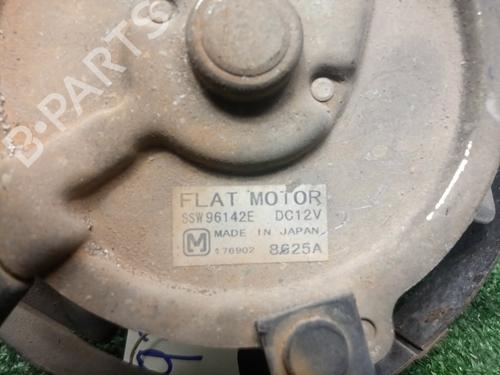 B-PARTS
FLAT MOTOR
SSW96142E DC12V
M MADE IN JAPAN
176902 8625A